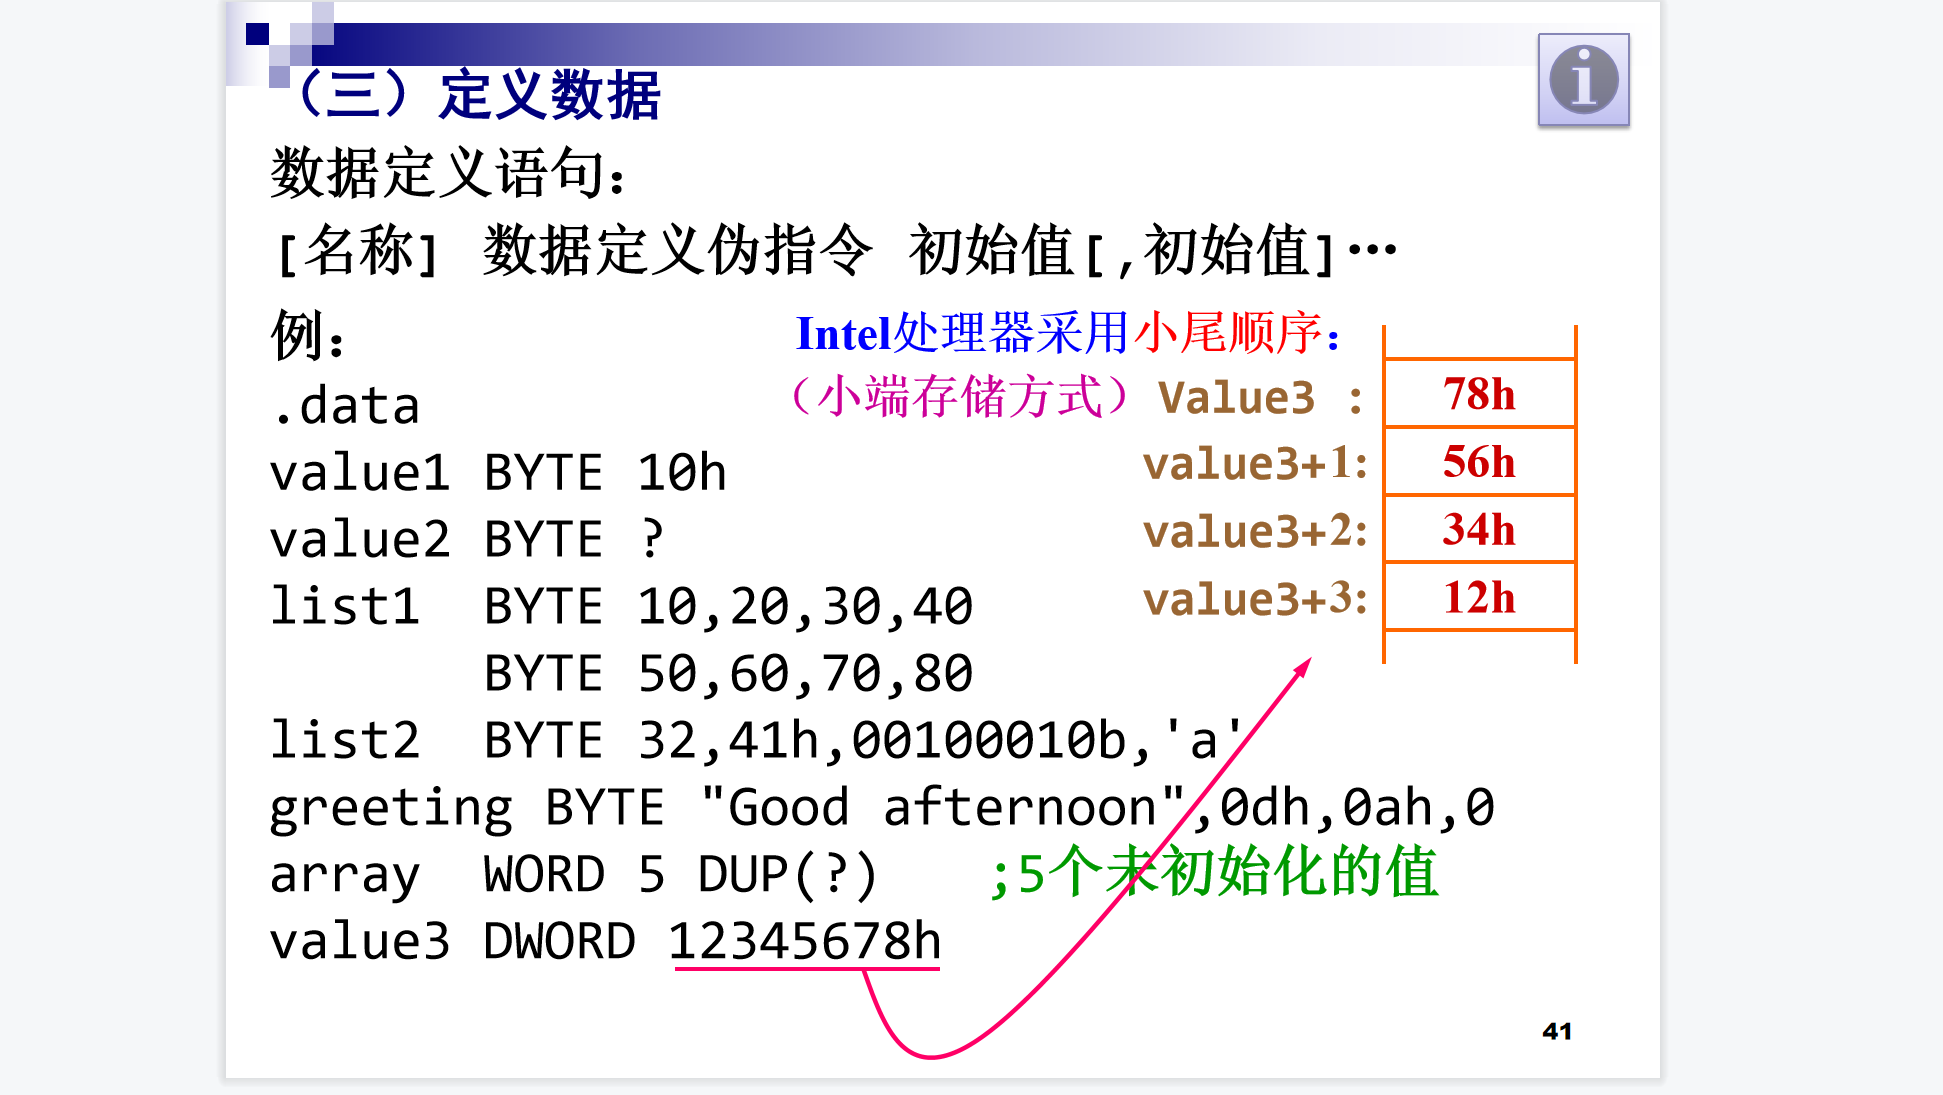 （三）定义数据
数据定义语句：
[名称] 数据定义伪指令 初始值[,初始值]…
例：
Intel处理器采用小尾顺序：
（小端存储方式）
.data
value1 BYTE 10h
value2 BYTE ?
list1 BYTE 10,20,30,40
BYTE 50,60,70,80
list2 BYTE 32,41h,00100010b,'a'
greeting BYTE "Good afternoon",0dh,0ah,0
array WORD 5 DUP(?) ;5个未初始化的值
value3 DWORD 12345678h
Value3 : 78h
value3+1: 56h
value3+2: 34h
value3+3: 12h
41